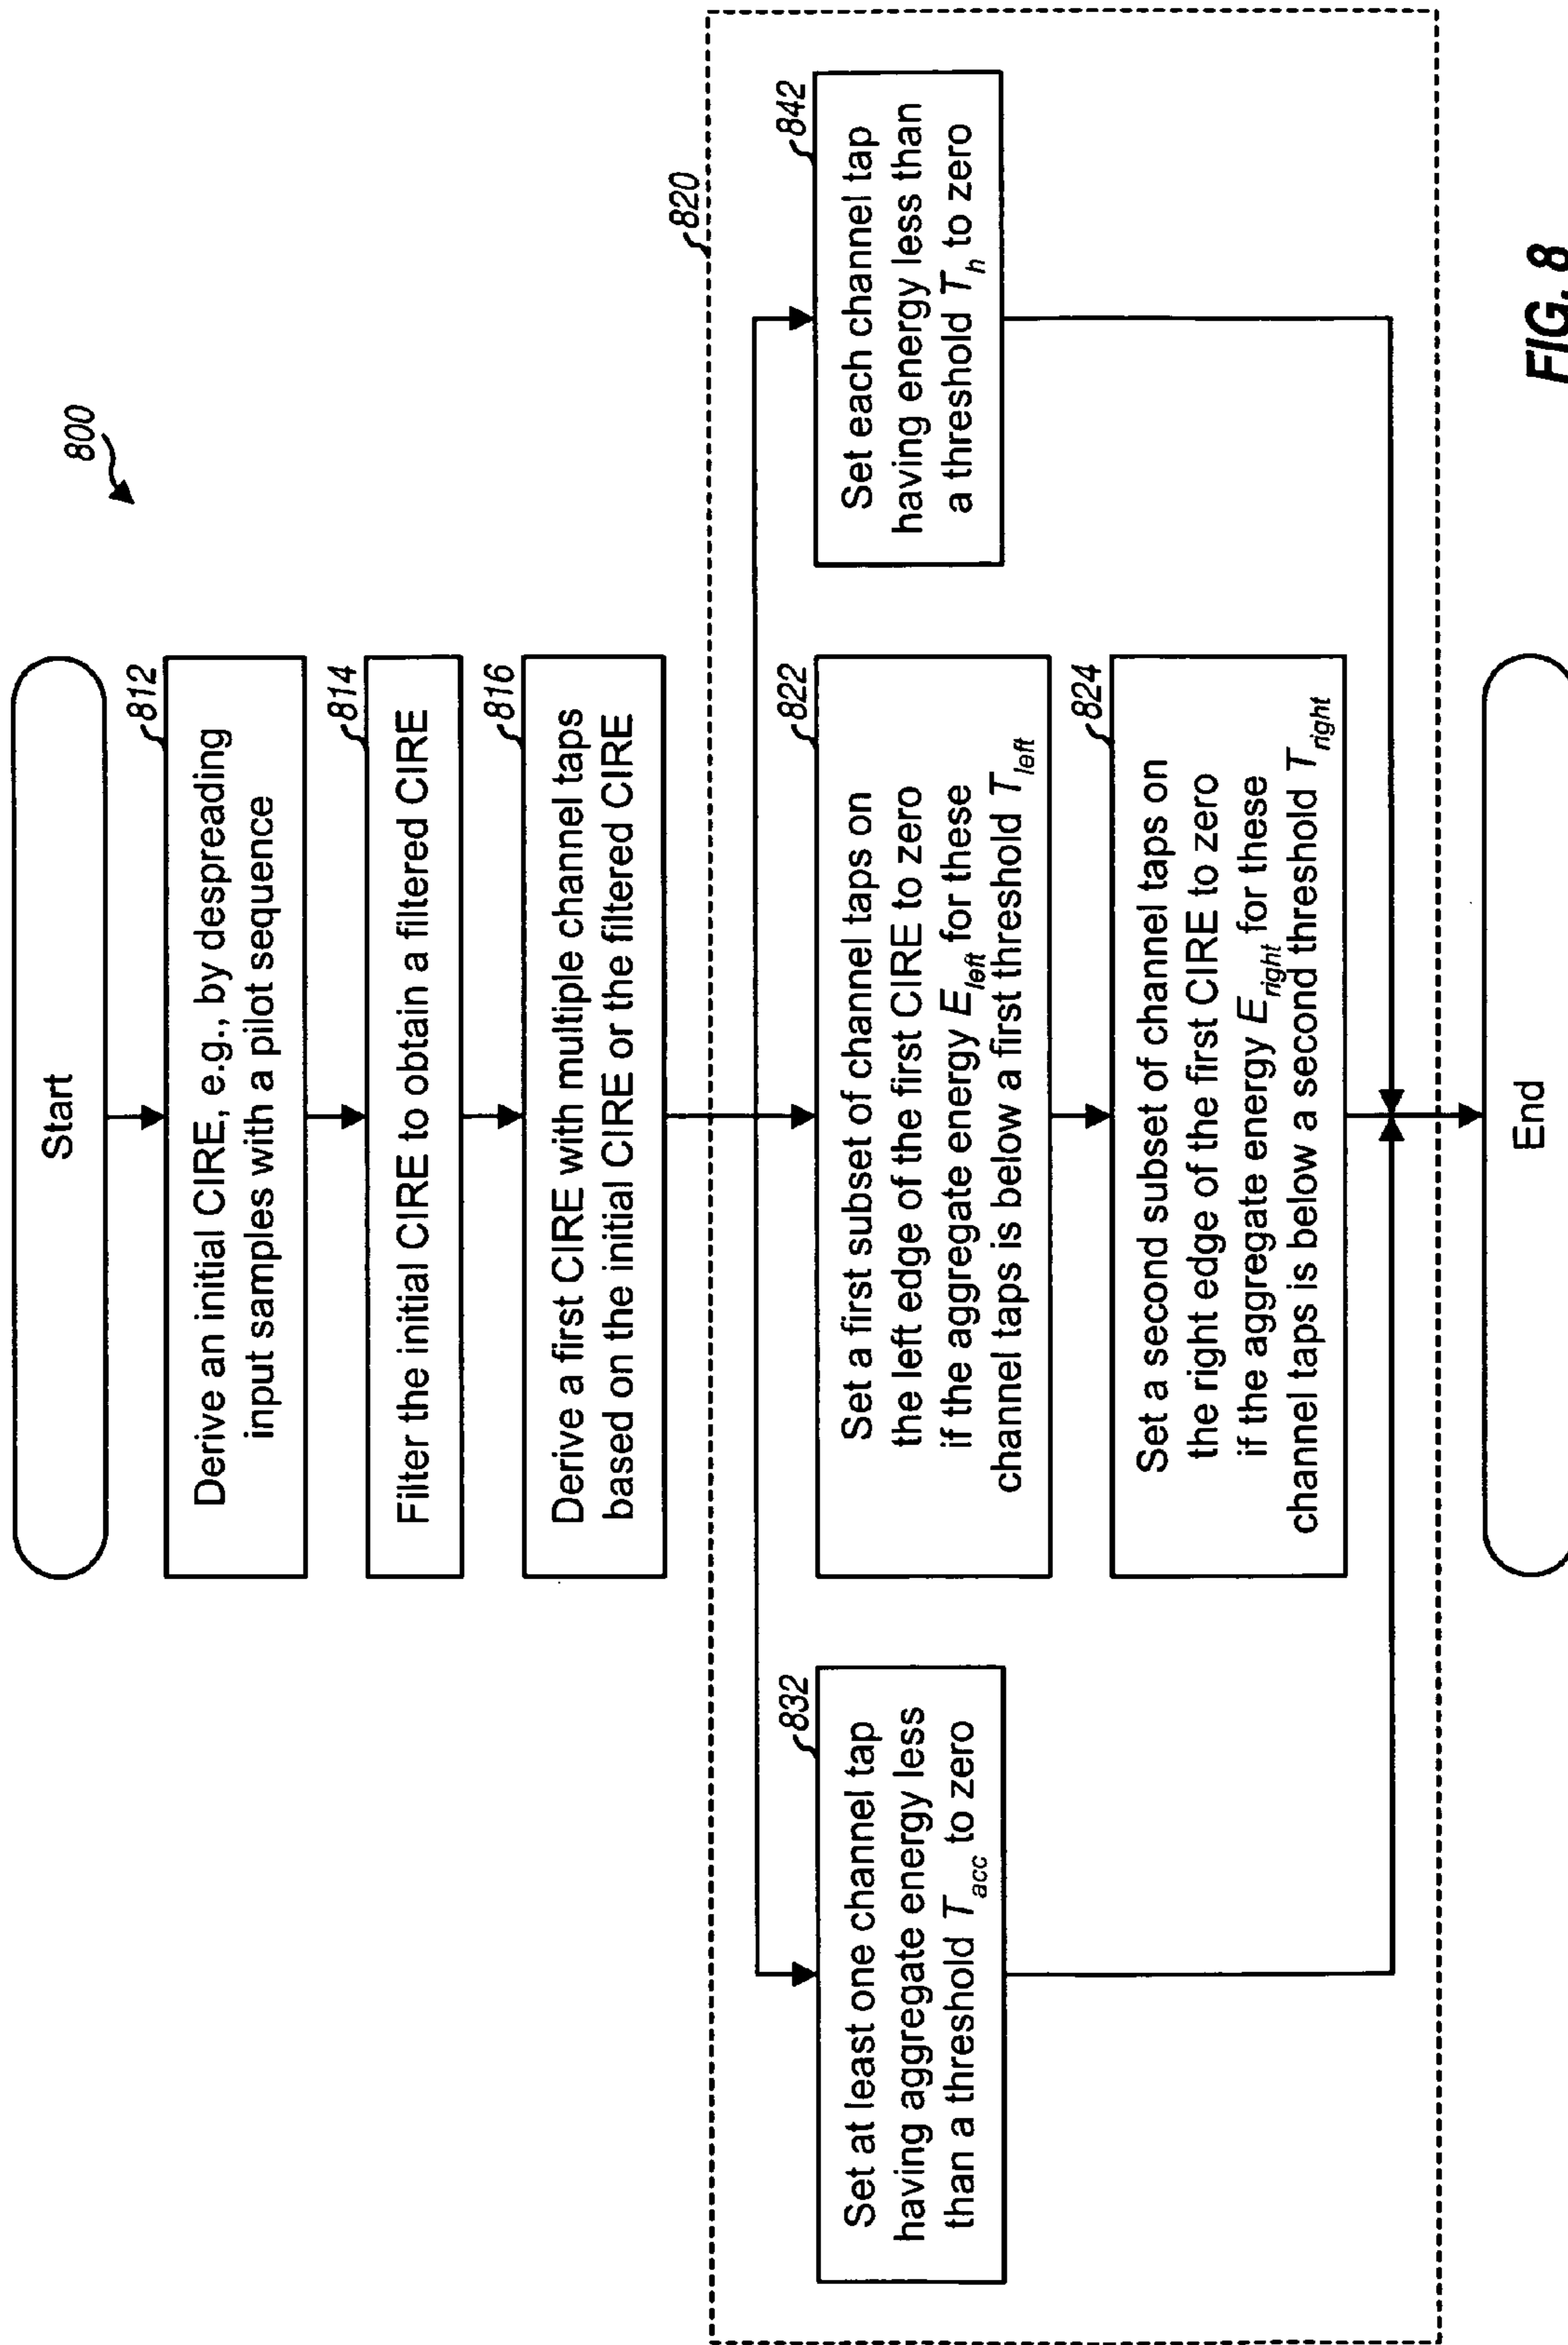 800
Start
812
Derive an initial CIRE, e.g., by despreading
input samples with a pilot sequence
814
Filter the initial CIRE to obtain a filtered CIRE
816
Derive a first CIRE with multiple channel taps
based on the initial CIRE or the filtered CIRE
820
832
Set at least one channel tap
having aggregate energy less
than a threshold T_acc to zero
822
Set a first subset of channel taps on
the left edge of the first CIRE to zero
if the aggregate energy E_left for these
channel taps is below a first threshold T_left
842
Set each channel tap
having energy less than
a threshold T_h to zero
824
Set a second subset of channel taps on
the right edge of the first CIRE to zero
if the aggregate energy E_right for these
channel taps is below a second threshold T_right
End
FIG. 8